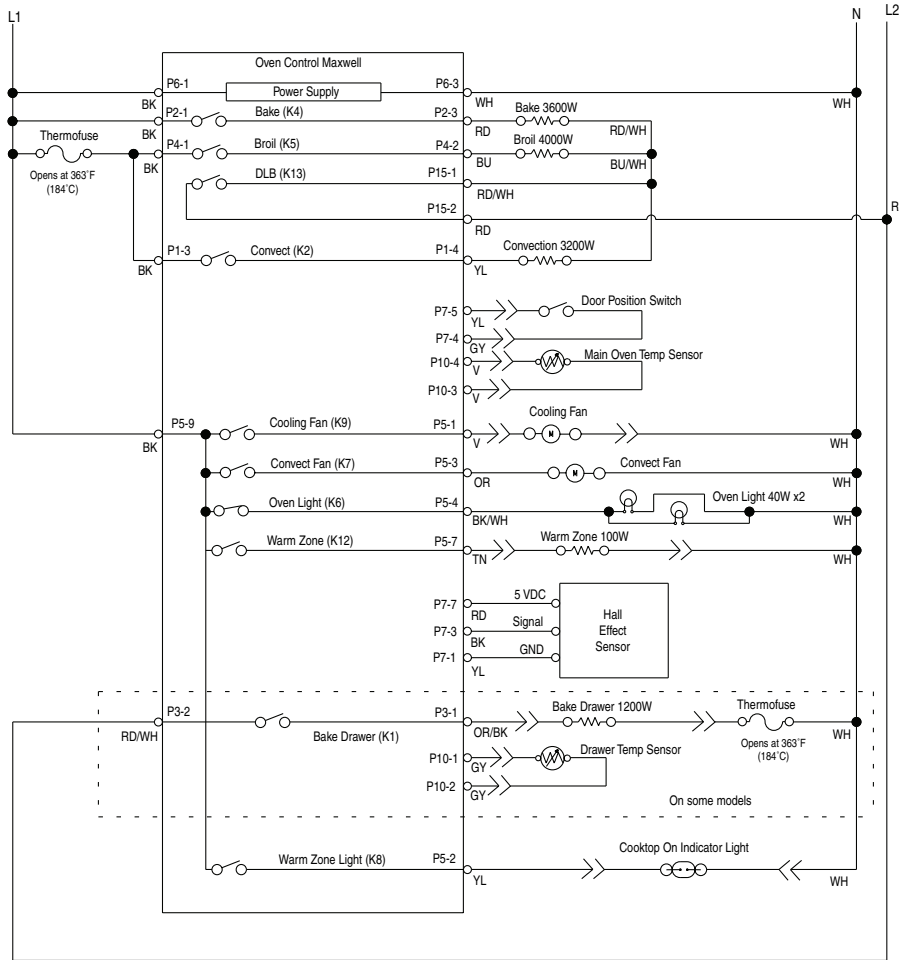 L1 N L2
Oven Control Maxwell
P6-1 Power Supply P6-3
BK WH WH
P2-1 Bake (K4) P2-3 Bake 3600W
BK RD RD/WH
Thermofuse P4-1 Broil (K5) P4-2 Broil 4000W
BK BU BU/WH
Opens at 363˚F
(184˚C)
DLB (K13) P15-1
RD/WH
P15-2 R
RD
P1-3 Convect (K2) P1-4 Convection 3200W
BK YL
P7-5 Door Position Switch
YL
P7-4
GY
P10-4 Main Oven Temp Sensor
V
P10-3
V
P5-9 Cooling Fan (K9) P5-1 Cooling Fan
M
BK V WH
Convect Fan (K7) P5-3 M Convect Fan
OR WH
Oven Light (K6) P5-4 Oven Light 40W x2
BK/WH WH
Warm Zone (K12) P5-7 Warm Zone 100W
TN WH
P7-7 5 VDC
RD
P7-3 Signal
BK
P7-1 GND
YL
Hall
Effect
Sensor
P3-2 P3-1 Bake Drawer 1200W Thermofuse
RD/WH Bake Drawer (K1) OR/BK WH
Opens at 363˚F
(184˚C)
P10-1 Drawer Temp Sensor
GY
P10-2
GY
On some models
Warm Zone Light (K8) P5-2 Cooktop On Indicator Light
YL WH